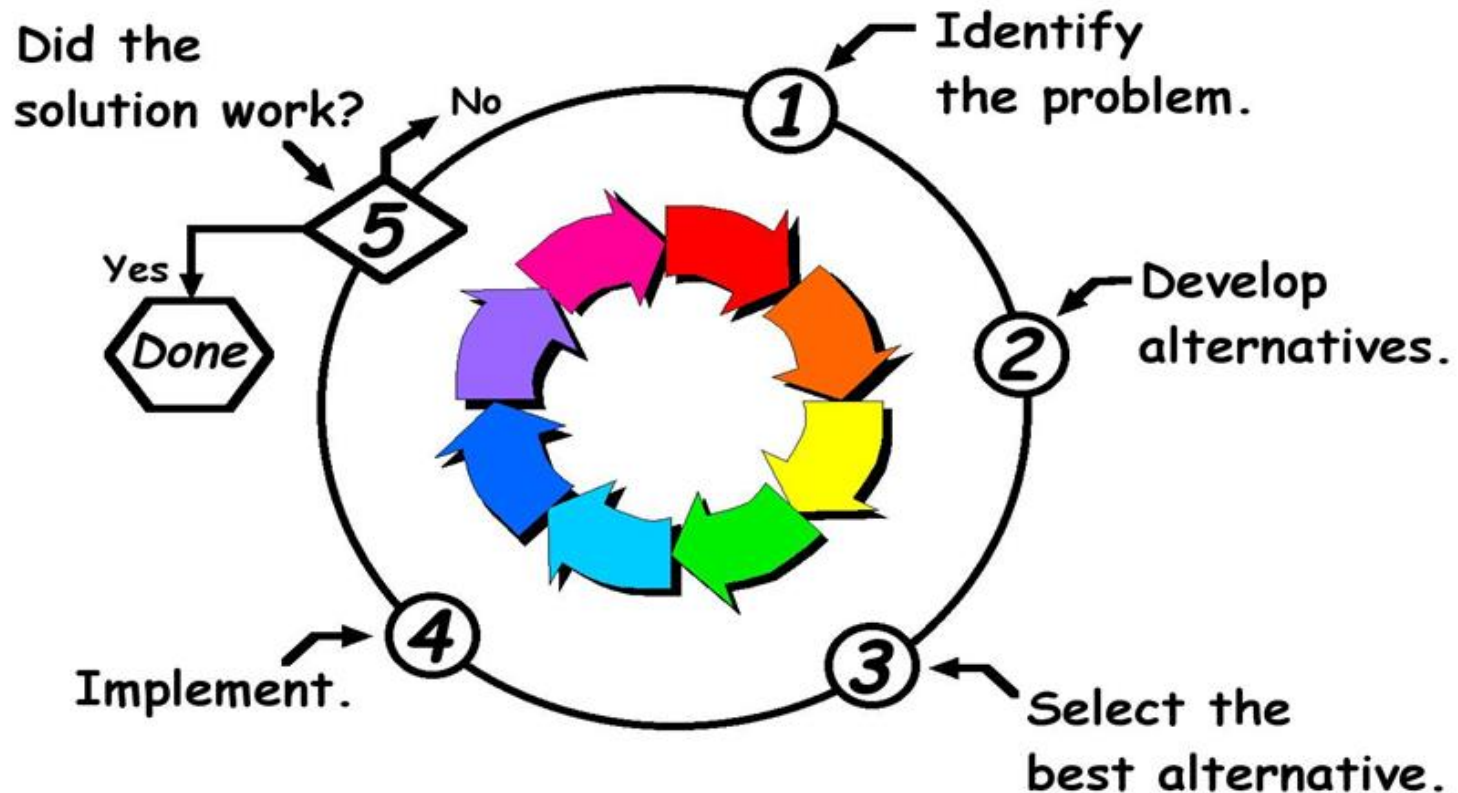 Did the
solution work?
No
5
Yes
Done
1
Identify
the problem.
2
Develop
alternatives.
3
Select the
best alternative.
4
Implement.